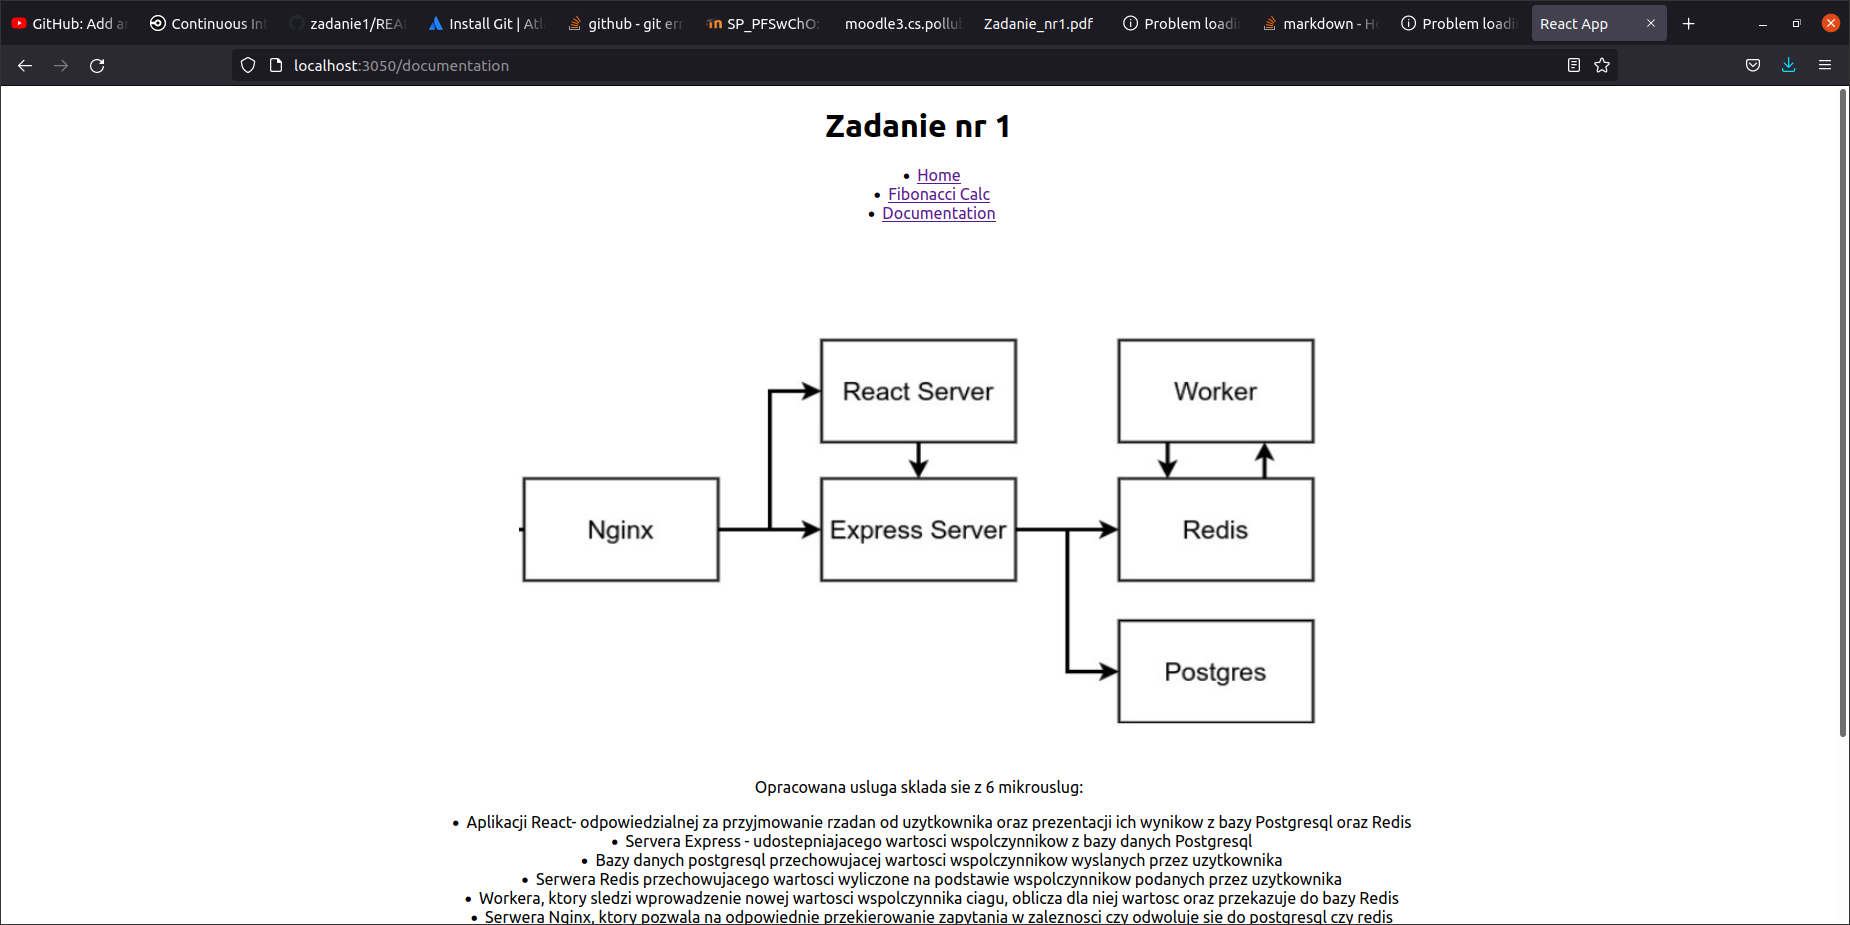 GitHub: Add a Continuous Int zadanie1/REA Install Git | Atl github - git err SP_PFSwChO: moodle3.cs.pollu Zadanie_nr1.pdf Problem loadi markdown - H Problem loadi React App
localhost:3050/documentation
Zadanie nr 1
Home
Fibonacci Calc
Documentation
React Server Worker
Nginx Express Server Redis
Postgres
Opracowana usluga sklada sie z 6 mikrouslug:
Aplikacji React- odpowiedzialnej za przyjmowanie rzadan od uzytkownika oraz prezentacji ich wynikow z bazy Postgresql oraz Redis
Servera Express - udostepniajacego wartosci wspolczynnikow z bazy danych Postgresql
Bazy danych postgresql przechowujacej wartosci wspolczynnikow wyslanych przez uzytkownika
Serwera Redis przechowujacego wartosci wyliczone na podstawie wspolczynnikow podanych przez uzytkownika
Workera, ktory sledzi wprowadzenie nowej wartosci wspolczynnika ciagu, oblicza dla niej wartosc oraz przekazuje do bazy Redis
Serwera Nginx, ktory pozwala na odpowiednie przekierowanie zapytania w zaleznosci czy odwoluje sie do postgresql czy redis